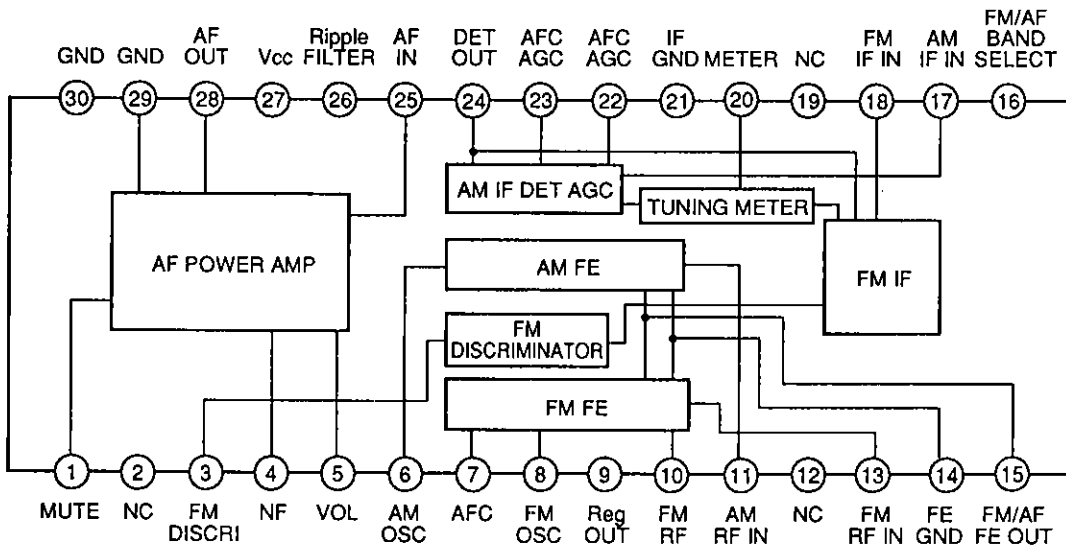 GND GND AF OUT Vcc Ripple FILTER AF IN DET OUT AFC AGC AFC AGC IF GND METER NC FM IF IN AM IF IN FM/AF BAND SELECT
30 29 28 27 26 25 24 23 22 21 20 19 18 17 16
AM IF DET AGC
TUNING METER
AF POWER AMP
AM FE
FM IF
FM
DISCRIMINATOR
FM FE
1 2 3 4 5 6 7 8 9 10 11 12 13 14 15
MUTE NC FM DISCRI NF VOL AM OSC AFC FM OSC Reg OUT FM RF AM RF IN NC FM RF IN FE GND FM/AF FE OUT